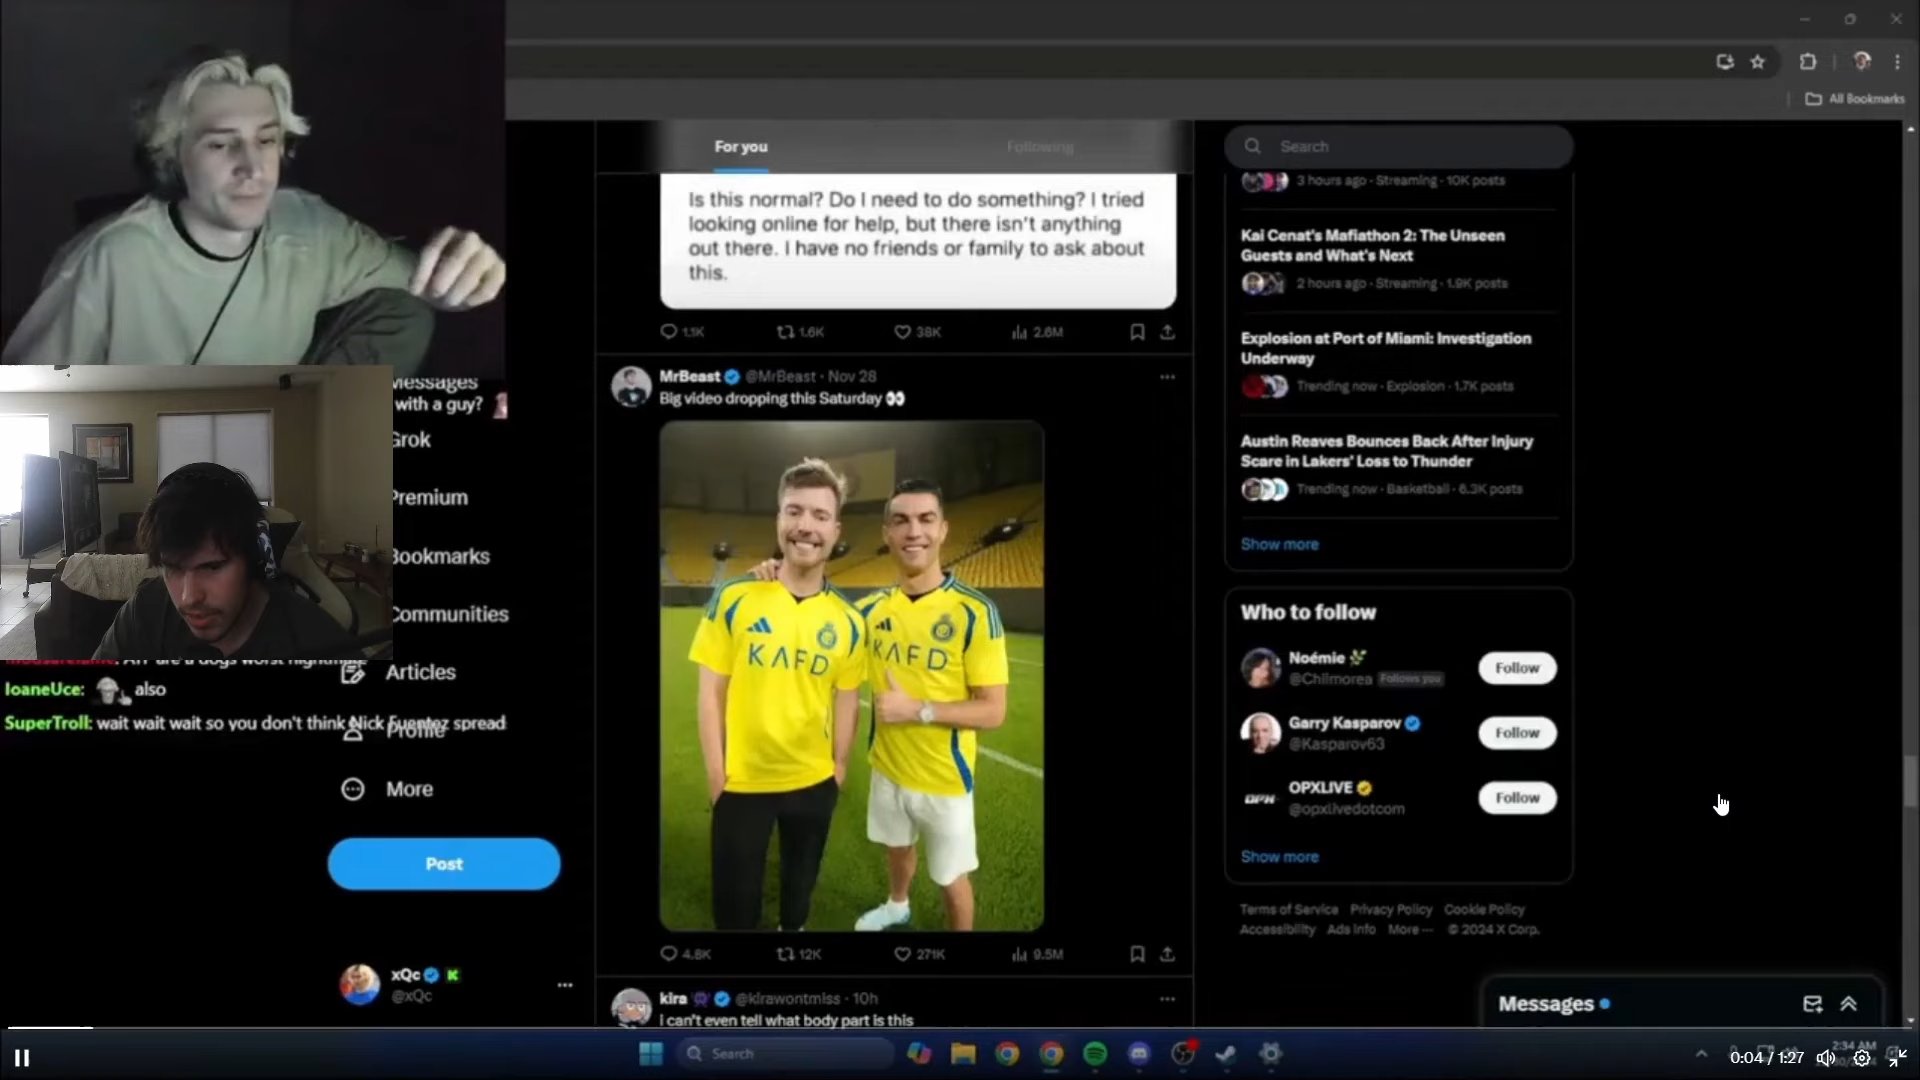 All Bookmarks
For you
Following
Search
Is this normal? Do I need to do something? I tried
looking online for help, but there isn't anything
out there. I have no friends or family to ask about
this.
1.1K 1.6K 38K 2.6M
MrBeast @MrBeast · Nov 28
Big video dropping this Saturday 👀
KAFD
KAFD
4.8K 12K 271K 9.5M
kira @kirawontmiss · 10h
i can't even tell what body part is this
3 hours ago · Streaming · 10K posts
Kai Cenat's Mafiathon 2: The Unseen
Guests and What's Next
2 hours ago · Streaming · 1.9K posts
Explosion at Port of Miami: Investigation
Underway
Trending now · Explosion · 1.7K posts
Austin Reaves Bounces Back After Injury
Scare in Lakers' Loss to Thunder
Trending now · Basketball · 6.3K posts
Show more
Who to follow
Noémie
@Chilmorea Follows you
Follow
Garry Kasparov
@Kasparov63
Follow
OPXLIVE
@opxlivedotcom
Follow
Show more
Terms of Service Privacy Policy Cookie Policy
Accessibility Ads info More ··· © 2024 X Corp.
Messages
Messages
with a guy?
Grok
Premium
Bookmarks
Communities
Articles
Profile
More
Post
xQc
@xQc
IoaneUce: also
SuperTroll: wait wait wait so you don't think Nick Fuentez spread
Search
2:34 AM
0:04 / 1:27